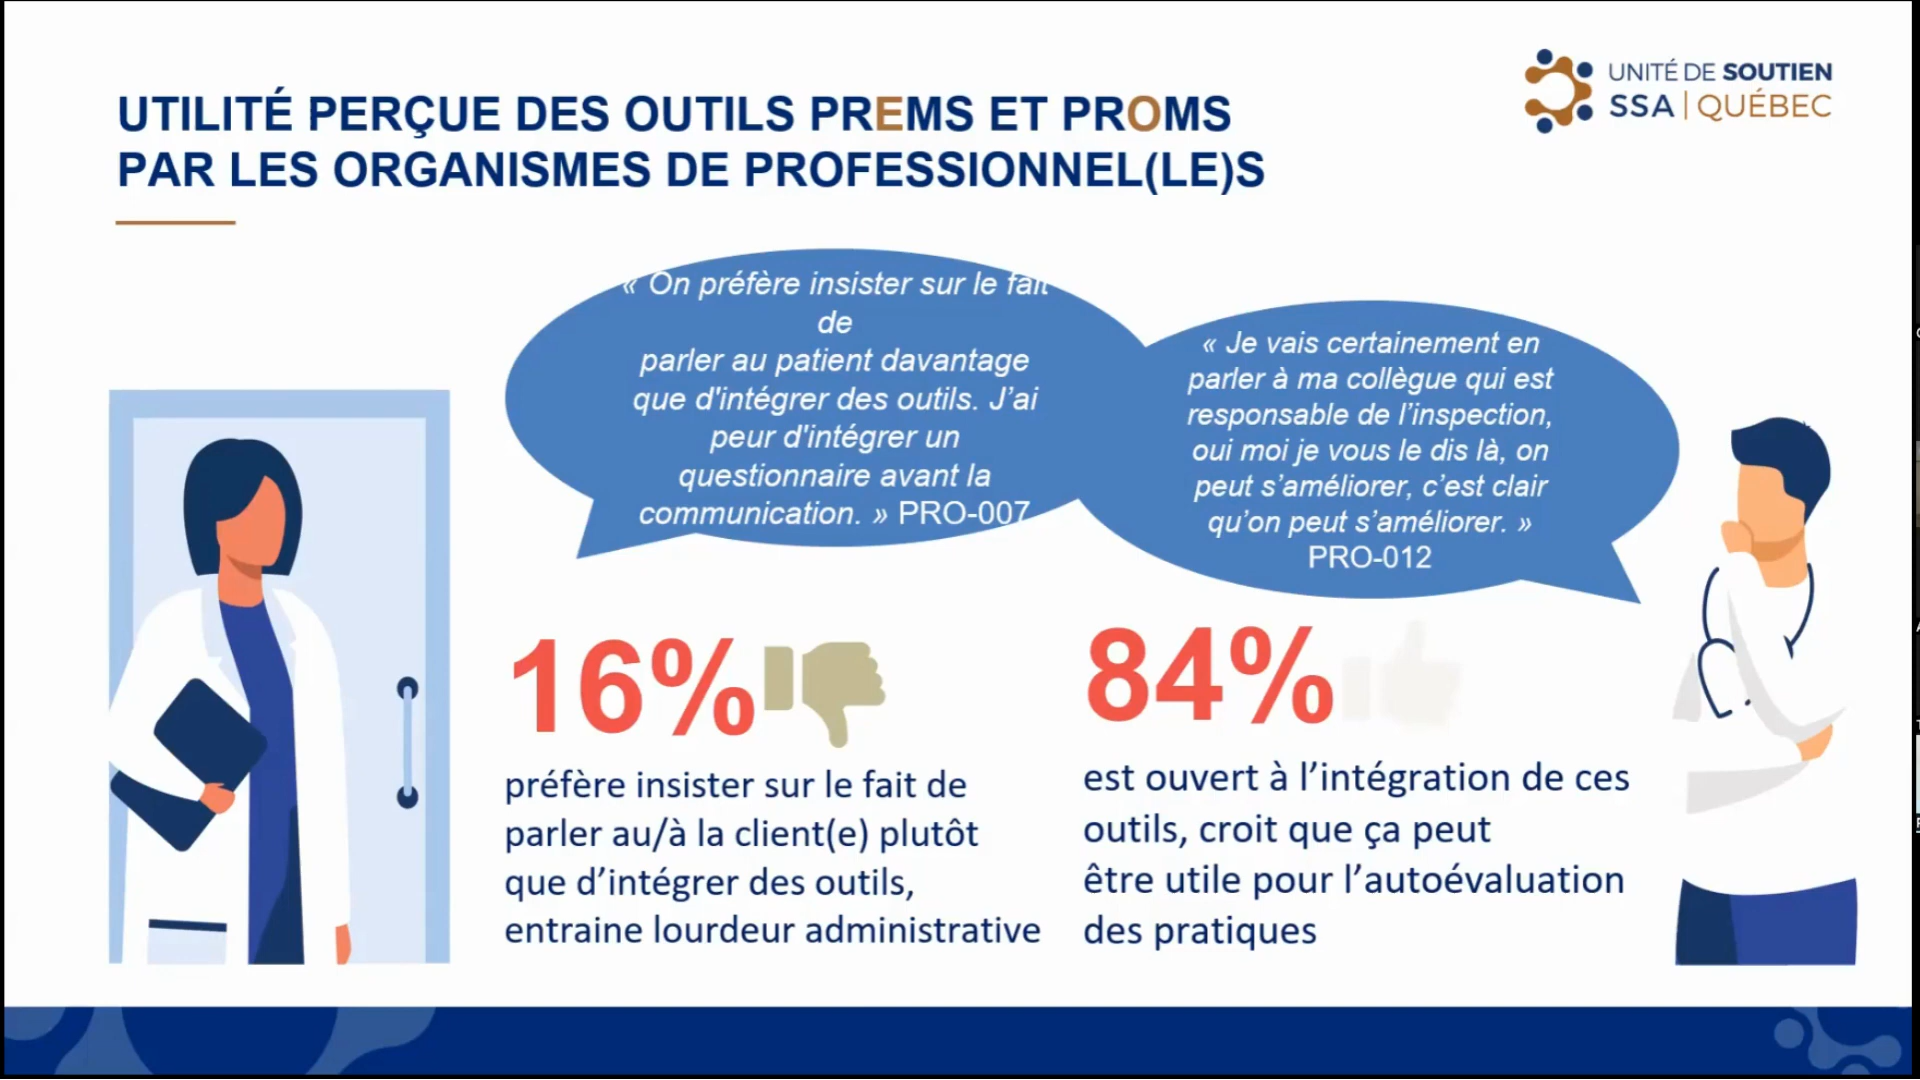 UNITÉ DE SOUTIEN
SSA | QUÉBEC
UTILITÉ PERÇUE DES OUTILS PREMS ET PROMS
PAR LES ORGANISMES DE PROFESSIONNEL(LE)S
« On préfère insister sur le fait
de
parler au patient davantage
que d'intégrer des outils. J’ai
peur d'intégrer un
questionnaire avant la
communication. » PRO-007
« Je vais certainement en
parler à ma collègue qui est
responsable de l’inspection,
oui moi je vous le dis là, on
peut s’améliorer, c’est clair
qu’on peut s’améliorer. »
PRO-012
16%
préfère insister sur le fait de
parler au/à la client(e) plutôt
que d’intégrer des outils,
entraine lourdeur administrative
84%
est ouvert à l’intégration de ces
outils, croit que ça peut
être utile pour l’autoévaluation
des pratiques